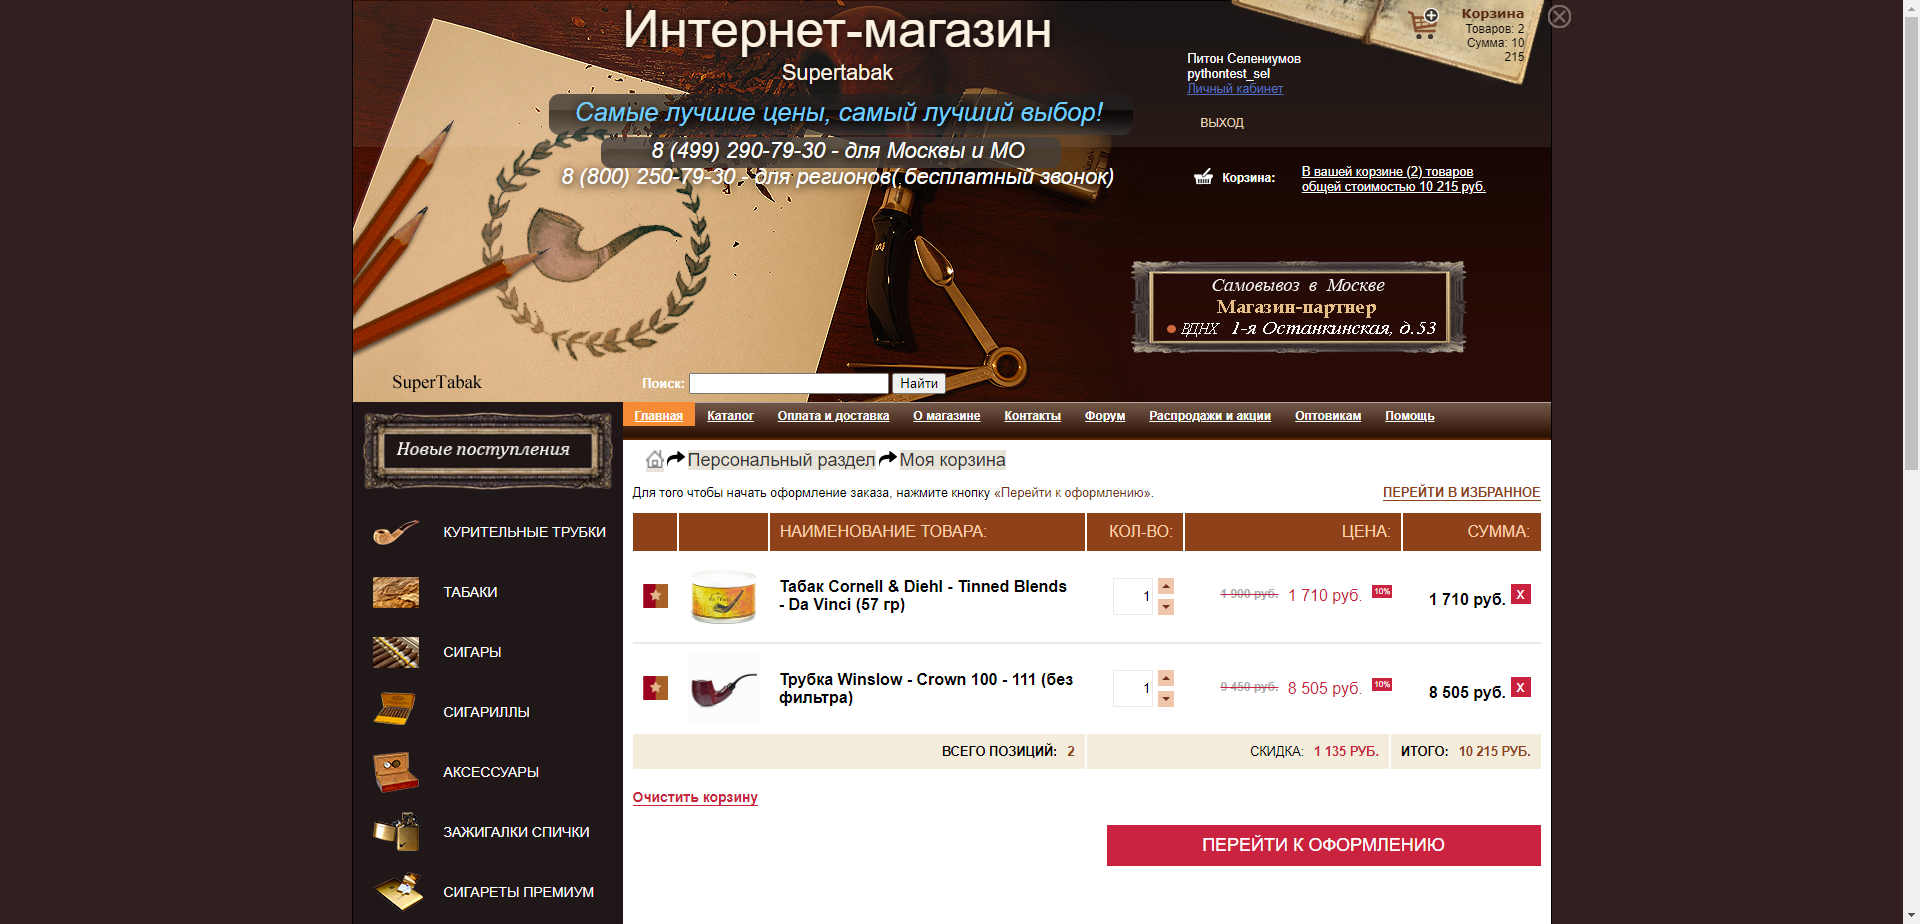 Интернет-магазин
Supertabak
Самые лучшие цены, самый лучший выбор!
8 (499) 290-79-30 - для Москвы и МО
8 (800) 250-79-30 - для регионов( бесплатный звонок)
Корзина
Товаров: 2
Сумма: 10
215
Питон Селениумов
pythontest_sel
Личный кабинет
ВЫХОД
Корзина:
В вашей корзине (2) товаров
общей стоимостью 10 215 руб.
Самовывоз в Москве
Магазин-партнер
ВДНХ 1-я Останкинская, д.53
SuperTabak
Поиск:
Найти
Новые поступления
КУРИТЕЛЬНЫЕ ТРУБКИ
ТАБАКИ
СИГАРЫ
СИГАРИЛЛЫ
АКСЕССУАРЫ
ЗАЖИГАЛКИ СПИЧКИ
СИГАРЕТЫ ПРЕМИУМ
Главная Каталог Оплата и доставка О магазине Контакты Форум Распродажи и акции Оптовикам Помощь
Персональный раздел Моя корзина
Для того чтобы начать оформление заказа, нажмите кнопку «Перейти к оформлению».
ПЕРЕЙТИ В ИЗБРАННОЕ
НАИМЕНОВАНИЕ ТОВАРА: КОЛ-ВО: ЦЕНА: СУММА:
Табак Cornell & Diehl - Tinned Blends
- Da Vinci (57 гр)
1
1 900 руб. 1 710 руб. 10%
1 710 руб. X
Трубка Winslow - Crown 100 - 111 (без
фильтра)
1
9 450 руб. 8 505 руб. 10%
8 505 руб. X
ВСЕГО ПОЗИЦИЙ: 2 СКИДКА: 1 135 РУБ. ИТОГО: 10 215 РУБ.
Очистить корзину
ПЕРЕЙТИ К ОФОРМЛЕНИЮ